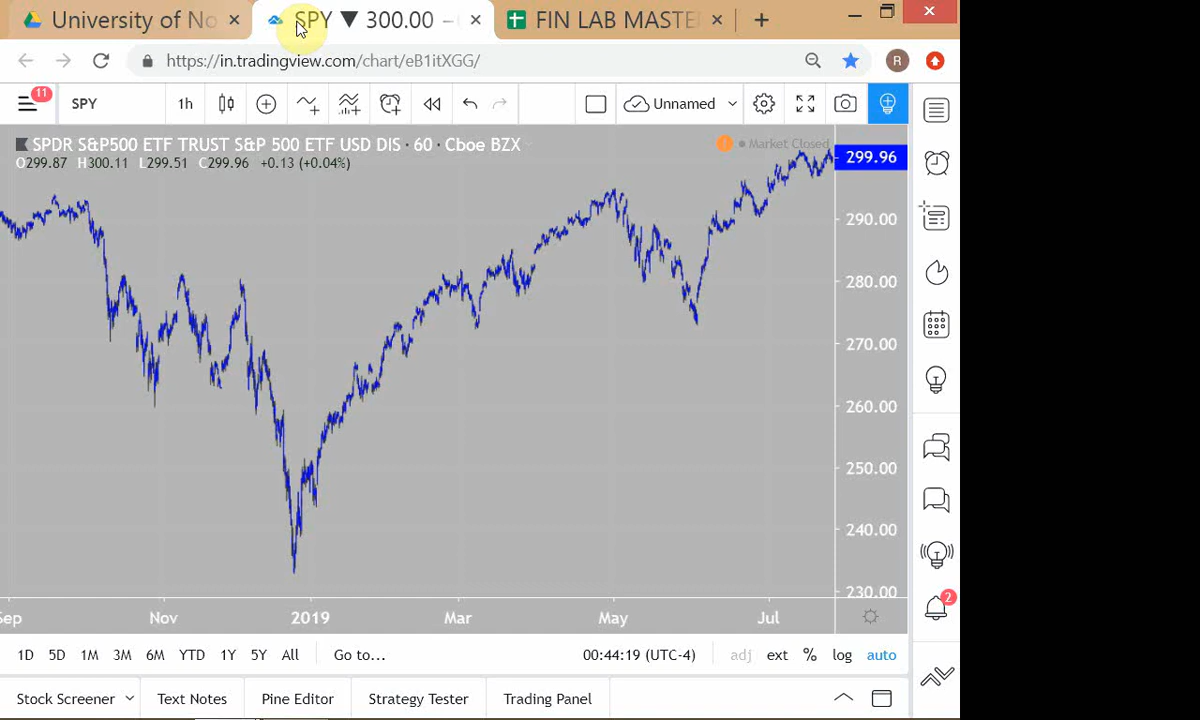 University of No
SPY ▼ 300.00 –
FIN LAB MASTE
https://in.tradingview.com/chart/eB1itXGG/
R
11
SPY
1h
Unnamed
SPDR S&P500 ETF TRUST S&P 500 ETF USD DIS · 60 · Cboe BZX
Market Closed
O299.87 H300.11 L299.51 C299.96 +0.13 (+0.04%)
299.96
290.00
280.00
270.00
260.00
250.00
240.00
230.00
Sep Nov 2019 Mar May Jul
2
1D 5D 1M 3M 6M YTD 1Y 5Y All Go to... 00:44:19 (UTC-4) adj ext % log auto
Stock Screener Text Notes Pine Editor Strategy Tester Trading Panel